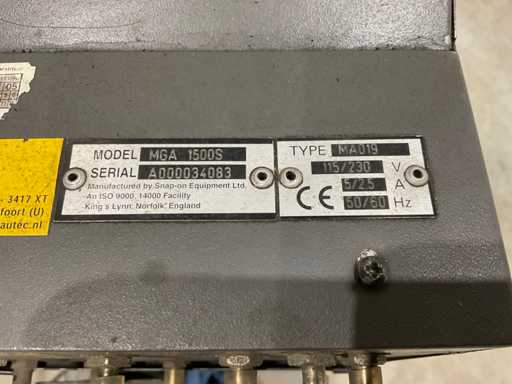 MODEL MGA 1500S
SERIAL A000034083
Manufactured by Snap-on Equipment Ltd.
An ISO 9000, 14000 Facility
King's Lynn, Norfolk, England
TYPE MA019
115/230 V
5/2.5 A
CE 50/60 Hz
- 3417 XT
foort (U)
autec.nl
05